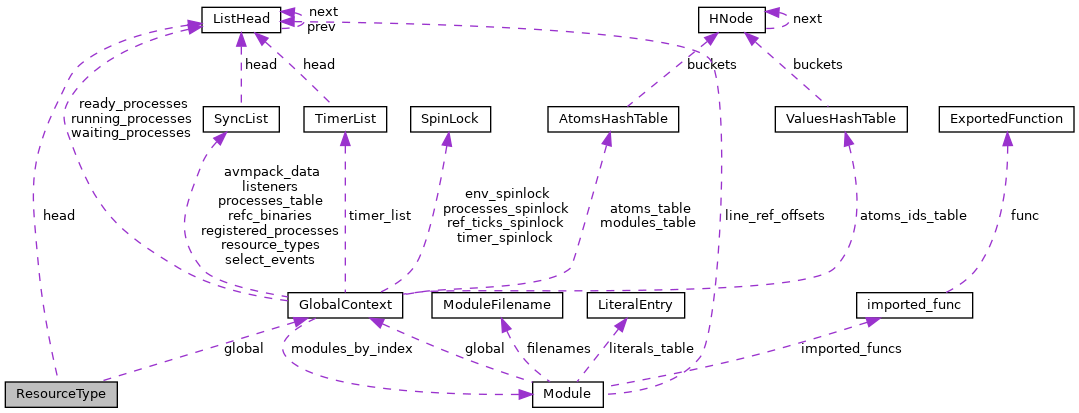 ListHead
next
prev
HNode
next
head
head
buckets
buckets
ready_processes
running_processes
waiting_processes
SyncList
TimerList
SpinLock
AtomsHashTable
ValuesHashTable
ExportedFunction
head
avmpack_data
listeners
processes_table
refc_binaries
registered_processes
resource_types
select_events
timer_list
env_spinlock
processes_spinlock
ref_ticks_spinlock
timer_spinlock
atoms_table
modules_table
line_ref_offsets
atoms_ids_table
func
GlobalContext
ModuleFilename
LiteralEntry
imported_func
global
modules_by_index
global
filenames
literals_table
imported_funcs
ResourceType
Module